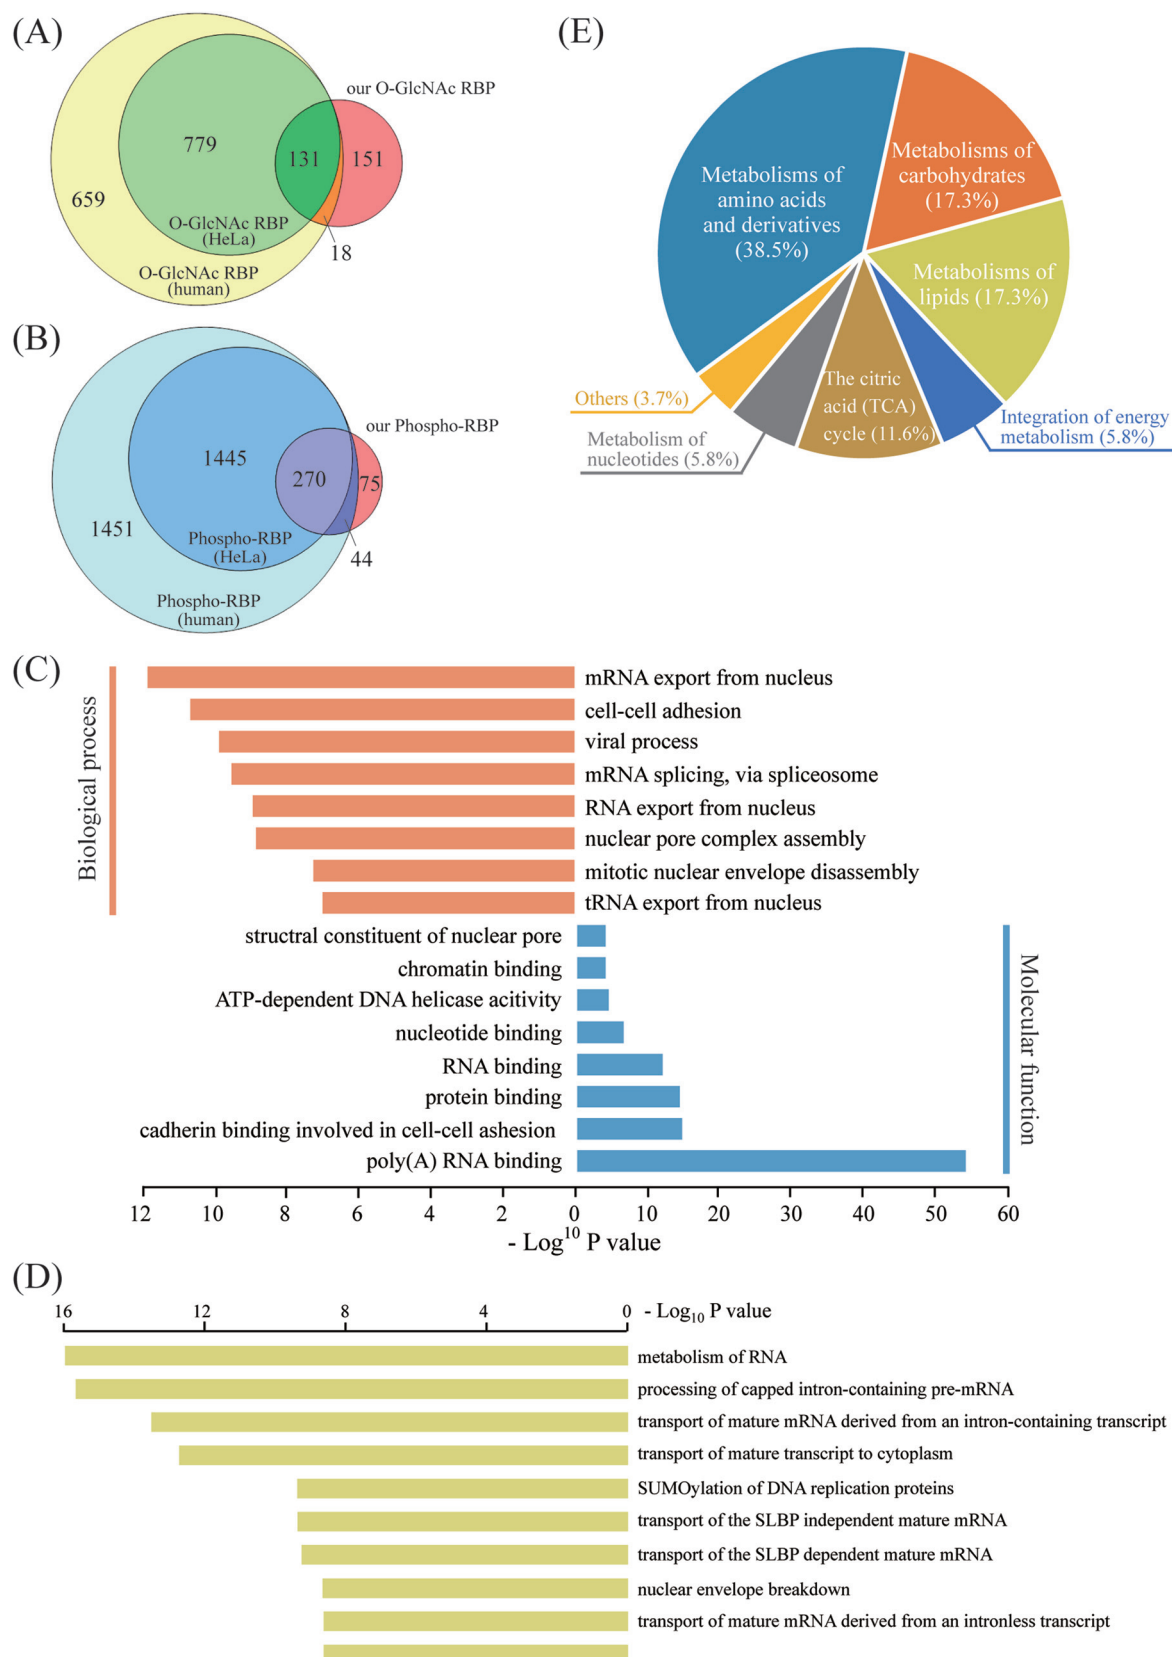 (A)
our O-GlcNAc RBP
779
131
151
659
O-GlcNAc RBP
(HeLa)
18
O-GlcNAc RBP
(human)
(B)
our Phospho-RBP
1445
270
75
1451
Phospho-RBP
(HeLa)
44
Phospho-RBP
(human)
(E)
Metabolisms of
carbohydrates
(17.3%)
Metabolisms of
amino acids
and derivatives
(38.5%)
Metabolisms of
lipids (17.3%)
The citric
acid (TCA)
cycle (11.6%)
Others (3.7%)
Integration of energy
metabolism (5.8%)
Metabolism of
nucleotides (5.8%)
(C)
Biological process
mRNA export from nucleus
cell-cell adhesion
viral process
mRNA splicing, via spliceosome
RNA export from nucleus
nuclear pore complex assembly
mitotic nuclear envelope disassembly
tRNA export from nucleus
structral constituent of nuclear pore
chromatin binding
ATP-dependent DNA helicase acitivity
nucleotide binding
RNA binding
protein binding
cadherin binding involved in cell-cell ashesion
poly(A) RNA binding
Molecular function
12 10 8 6 4 2 0 10 20 30 40 50 60
- Log¹⁰ P value
(D)
16 12 8 4 0 - Log₁₀ P value
metabolism of RNA
processing of capped intron-containing pre-mRNA
transport of mature mRNA derived from an intron-containing transcript
transport of mature transcript to cytoplasm
SUMOylation of DNA replication proteins
transport of the SLBP independent mature mRNA
transport of the SLBP dependent mature mRNA
nuclear envelope breakdown
transport of mature mRNA derived from an intronless transcript